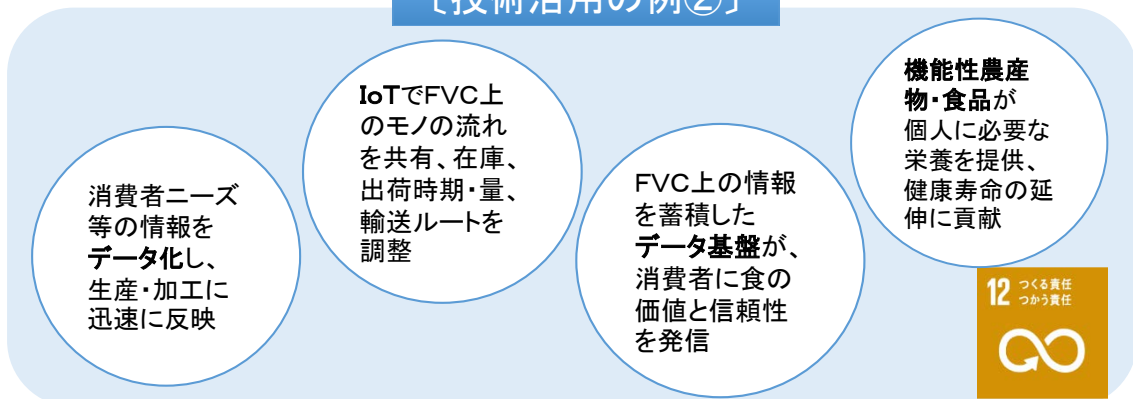 〔技術活用の例②〕
消費者ニーズ
等の情報を
データ化し、
生産・加工に
迅速に反映
IoTでFVC上
のモノの流れ
を共有、在庫、
出荷時期・量、
輸送ルートを
調整
FVC上の情報
を蓄積した
データ基盤が、
消費者に食の
価値と信頼性
を発信
機能性農産
物・食品が
個人に必要な
栄養を提供、
健康寿命の延
伸に貢献
12 つくる責任
つかう責任